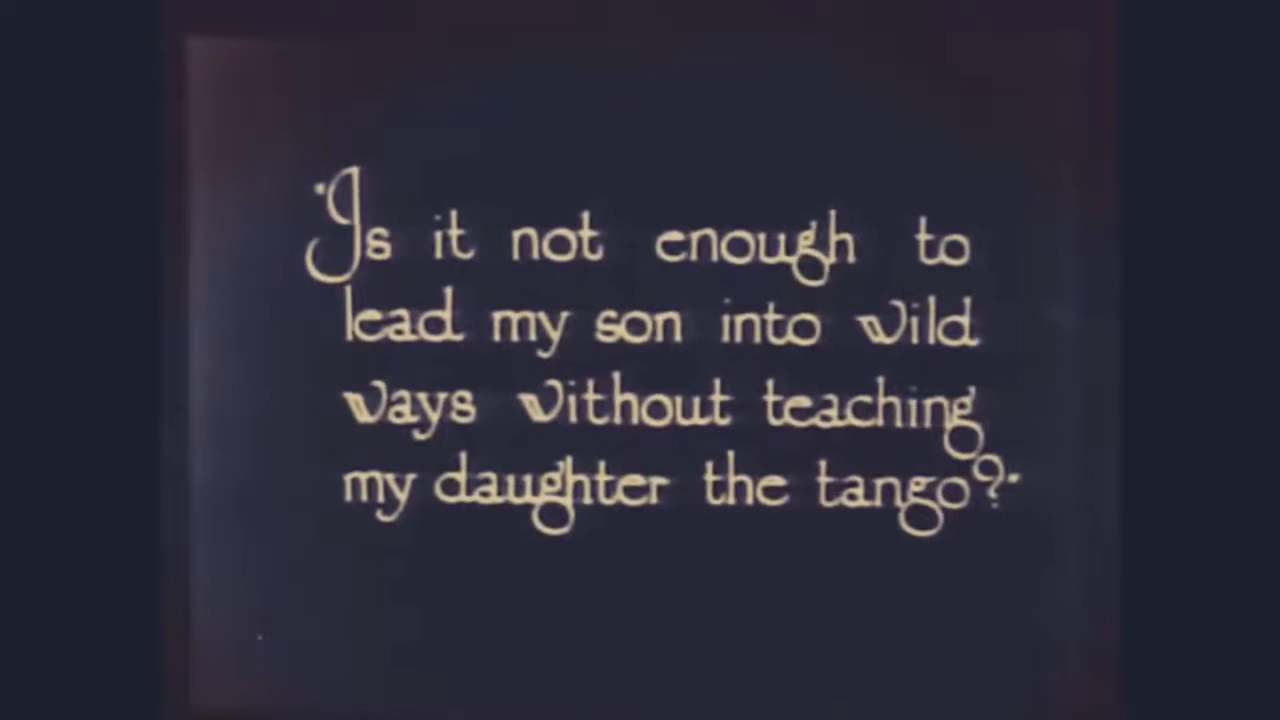 "Is it not enough to
lead my son into wild
ways without teaching
my daughter the tango?"